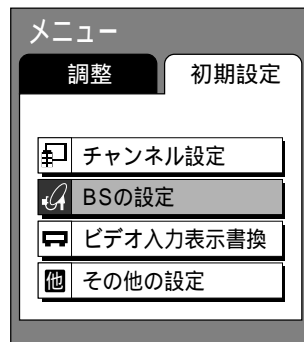 メニュー
調整 初期設定
チャンネル設定
BSの設定
ビデオ入力表示書換
他 その他の設定